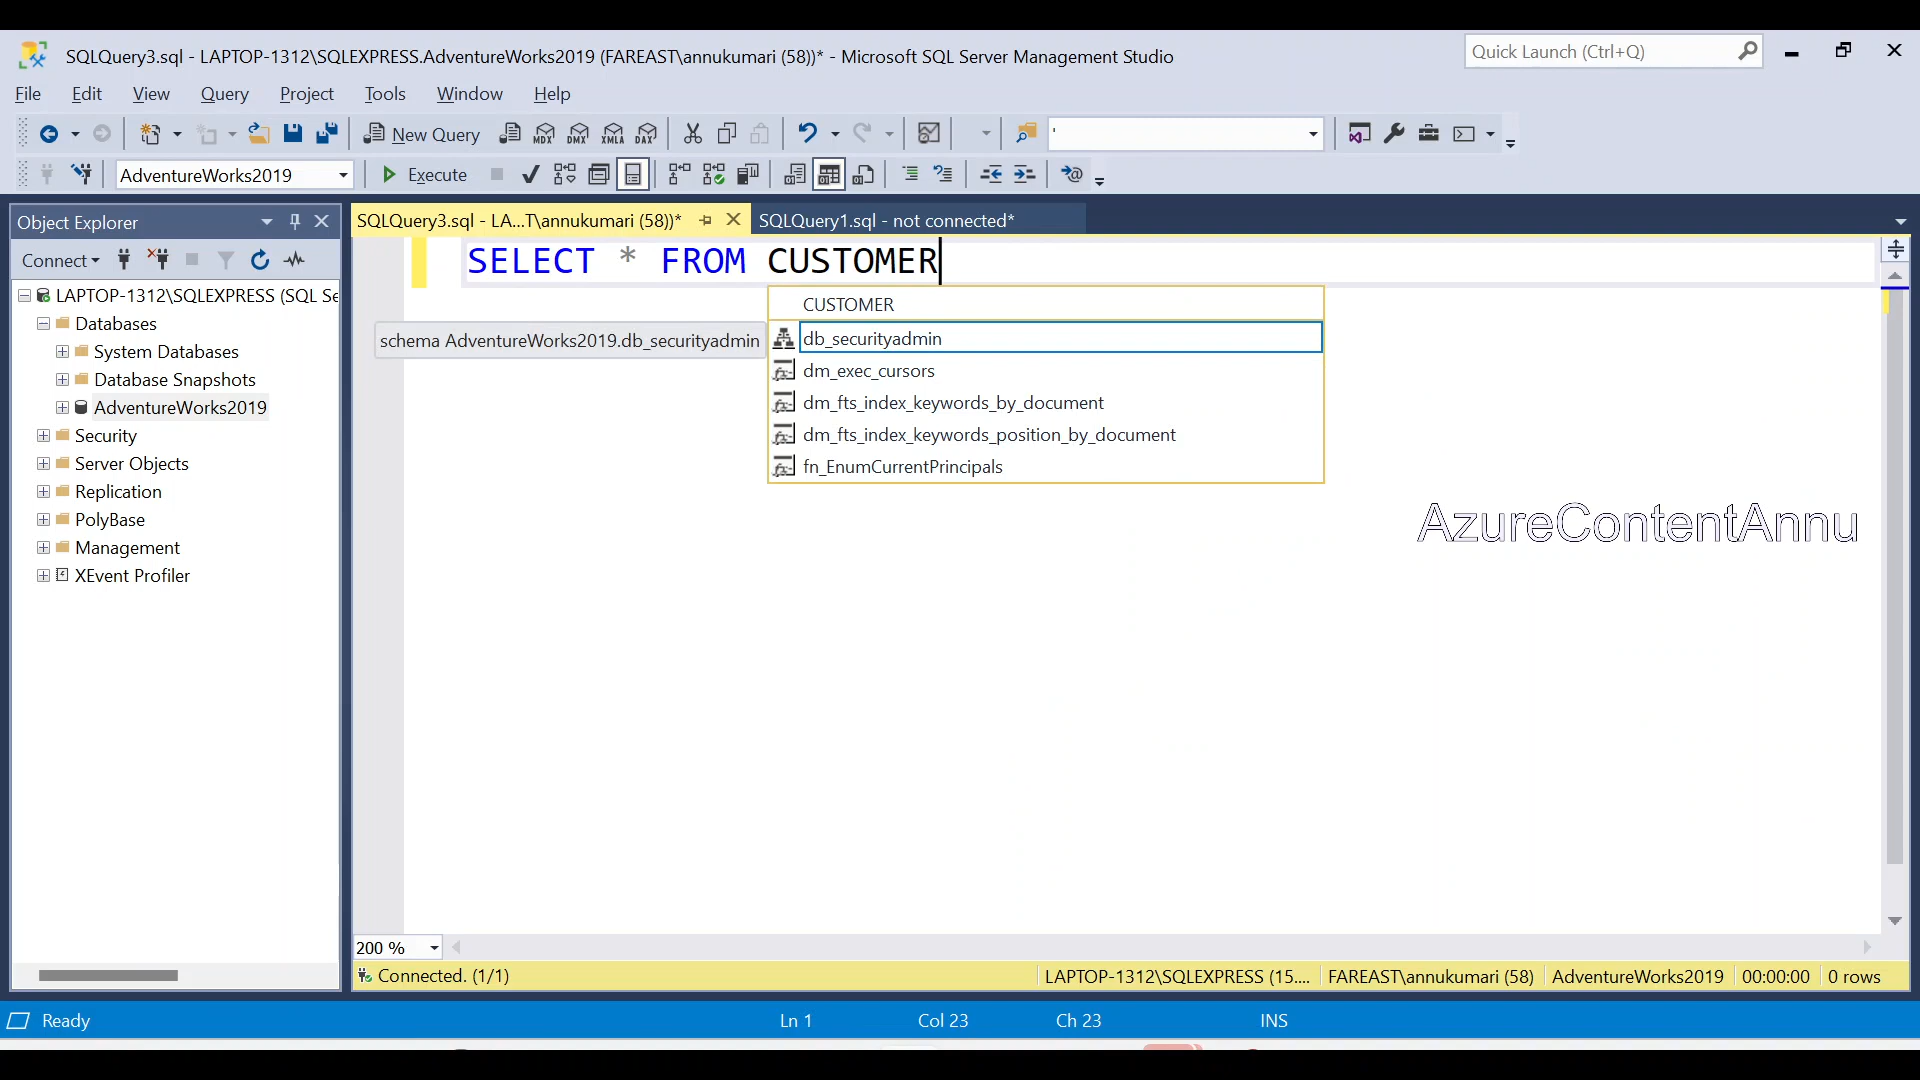 SQLQuery3.sql - LAPTOP-1312\SQLEXPRESS.AdventureWorks2019 (FAREAST\annukumari (58))* - Microsoft SQL Server Management Studio
Quick Launch (Ctrl+Q)
File Edit View Query Project Tools Window Help
New Query MDX DMX XMLA DAX '
AdventureWorks2019 Execute
Object Explorer
SQLQuery3.sql - LA...T\annukumari (58))*
SQLQuery1.sql - not connected*
Connect
LAPTOP-1312\SQLEXPRESS (SQL Se
Databases
System Databases
Database Snapshots
AdventureWorks2019
Security
Server Objects
Replication
PolyBase
Management
XEvent Profiler
SELECT * FROM CUSTOMER
CUSTOMER
schema AdventureWorks2019.db_securityadmin
db_securityadmin
dm_exec_cursors
dm_fts_index_keywords_by_document
dm_fts_index_keywords_position_by_document
fn_EnumCurrentPrincipals
AzureContentAnnu
200 %
Connected. (1/1)
LAPTOP-1312\SQLEXPRESS (15.... FAREAST\annukumari (58) AdventureWorks2019 00:00:00 0 rows
Ready Ln 1 Col 23 Ch 23 INS